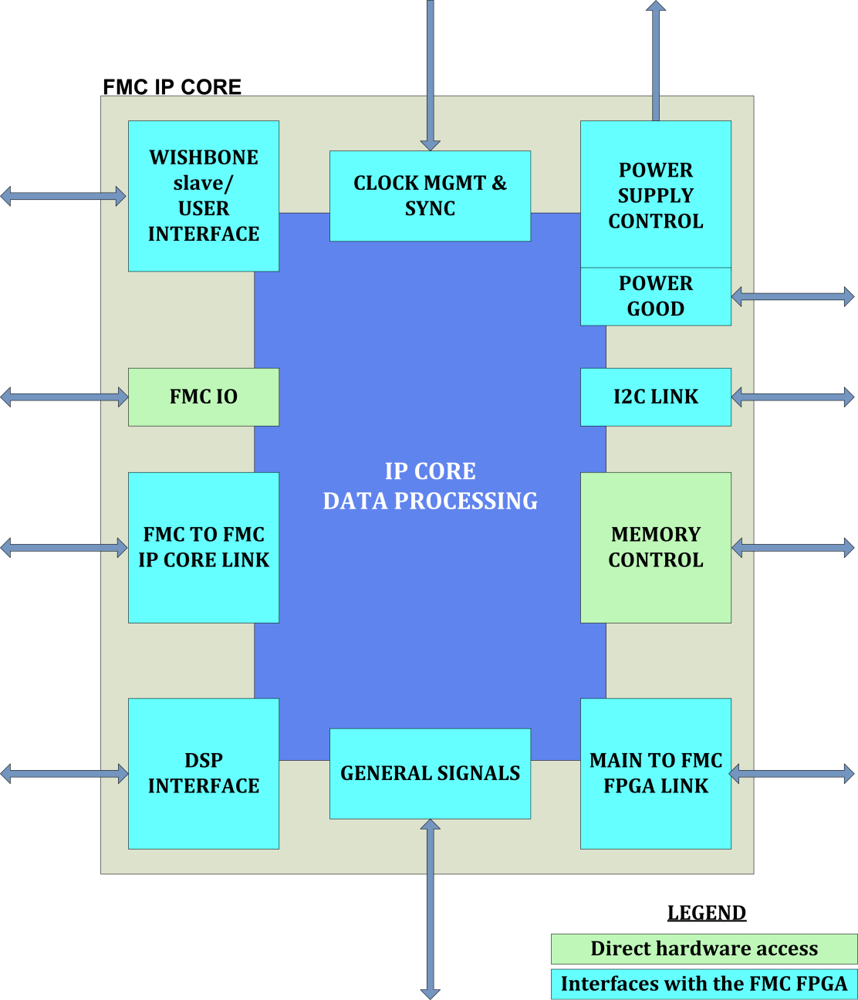 FMC IP CORE
WISHBONE
slave/
USER
INTERFACE
CLOCK MGMT &
SYNC
POWER
SUPPLY
CONTROL
POWER
GOOD
FMC IO
I2C LINK
IP CORE
DATA PROCESSING
FMC TO FMC
IP CORE LINK
MEMORY
CONTROL
DSP
INTERFACE
GENERAL SIGNALS
MAIN TO FMC
FPGA LINK
LEGEND
Direct hardware access
Interfaces with the FMC FPGA